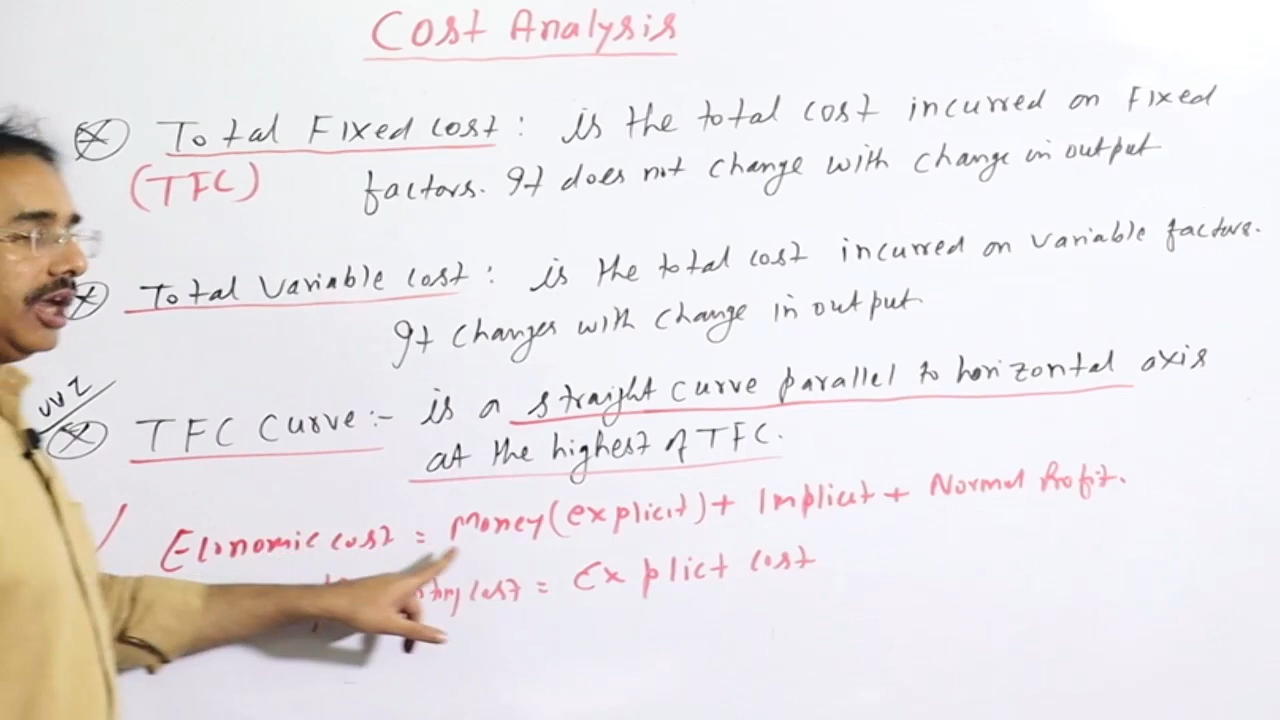 Cost Analysis
Total Fixed Cost : is the total cost incurred on Fixed
(TFC) factors. It does not change with change in output
Total Variable Cost : is the total cost incurred on variable factors.
It changes with change in output
VVI
TFC Curve :- is a straight curve parallel to horizontal axis
at the highest of TFC.
Economic cost = Money (explicit) + Implicit + Normal Profit.
cost = Explict cost